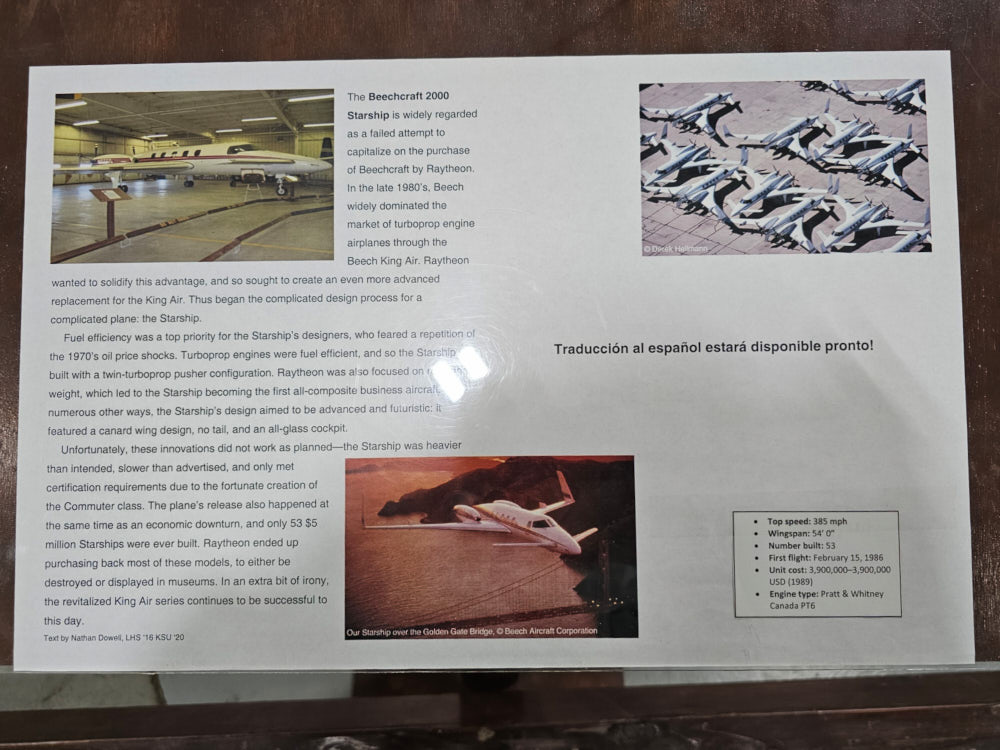 The Beechcraft 2000
Starship is widely regarded
as a failed attempt to
capitalize on the purchase
of Beechcraft by Raytheon.
In the late 1980's, Beech
widely dominated the
market of turboprop engine
airplanes through the
Beech King Air. Raytheon
wanted to solidify this advantage, and so sought to create an even more advanced
replacement for the King Air. Thus began the complicated design process for a
complicated plane: the Starship.
Fuel efficiency was a top priority for the Starship's designers, who feared a repetition of
the 1970's oil price shocks. Turboprop engines were fuel efficient, and so the Starship
built with a twin-turboprop pusher configuration. Raytheon was also focused on
weight, which led to the Starship becoming the first all-composite business aircraft
numerous other ways, the Starship's design aimed to be advanced and futuristic: it
featured a canard wing design, no tail, and an all-glass cockpit.
Unfortunately, these innovations did not work as planned—the Starship was heavier
than intended, slower than advertised, and only met
certification requirements due to the fortunate creation of
the Commuter class. The plane's release also happened at
the same time as an economic downturn, and only 53 $5
million Starships were ever built. Raytheon ended up
purchasing back most of these models, to either be
destroyed or displayed in museums. In an extra bit of irony,
the revitalized King Air series continues to be successful to
this day.
Text by Nathan Dowell, LHS '16 KSU '20
Our Starship over the Golden Gate Bridge, © Beech Aircraft Corporation
© Derek Hellmann
Traducción al español estará disponible pronto!
• Top speed: 385 mph
• Wingspan: 54' 0"
• Number built: 53
• First flight: February 15, 1986
• Unit cost: 3,900,000–3,900,000
USD (1989)
• Engine type: Pratt & Whitney
Canada PT6